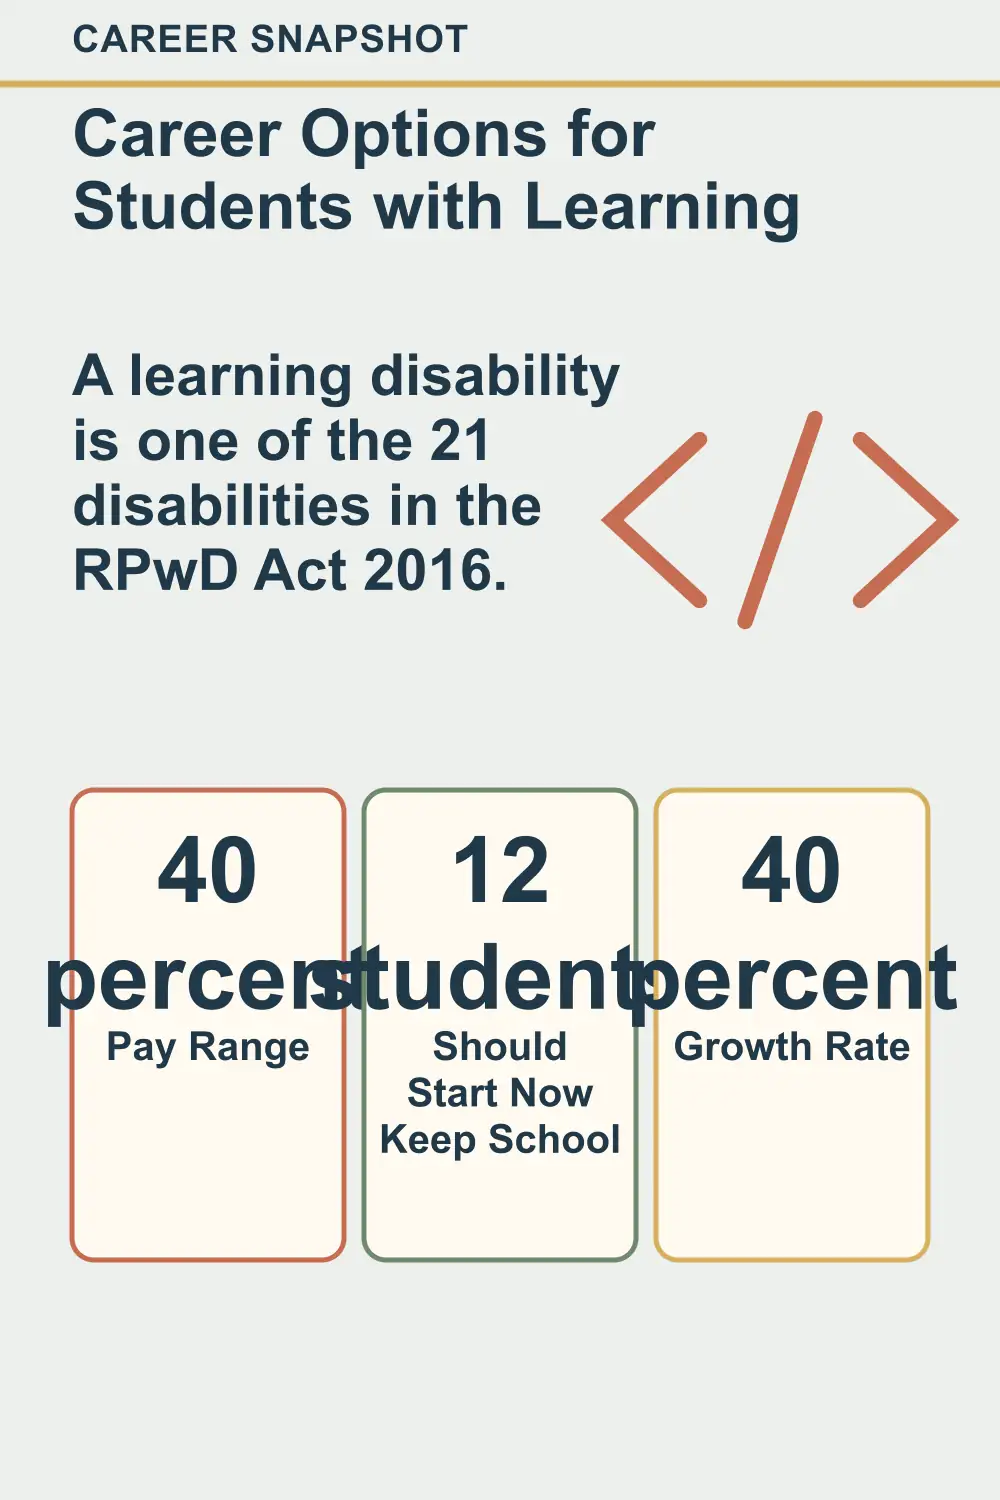 CAREER SNAPSHOT
Career Options for
Students with Learning
A learning disability
is one of the 21
disabilities in the
RPwD Act 2016.
40
percent
Pay Range
12
students
Should
Start Now
Keep School
40
percent
Growth Rate